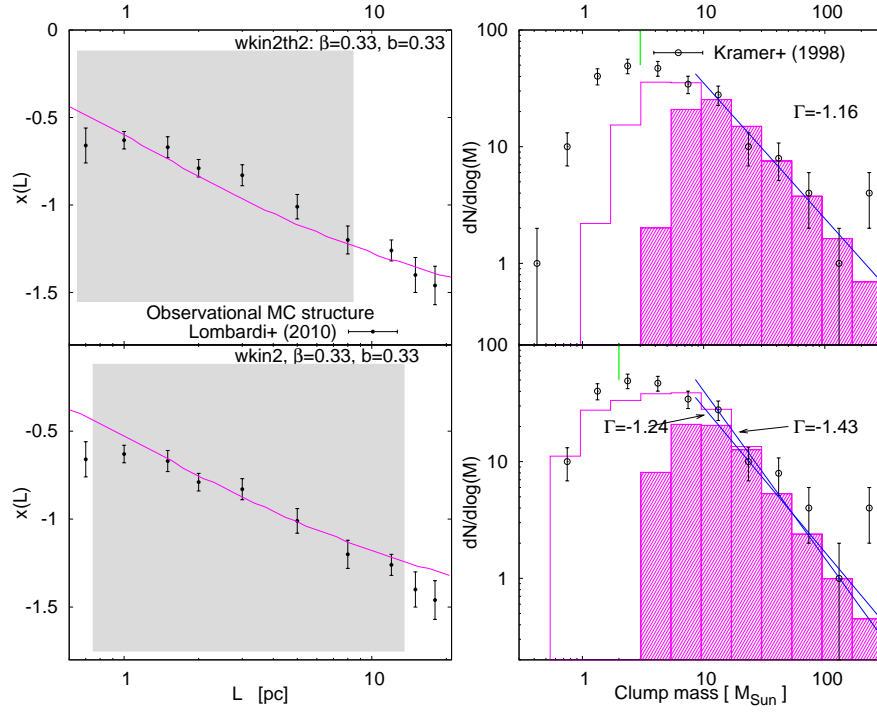 1 10
1 10 100
wkin2th2: β=0.33, b=0.33
Kramer+ (1998)
Γ=-1.16
x(L)
-0.5
-1
-1.5
dN/dlog(M)
100
10
1
Observational MC structure
Lombardi+ (2010)
wkin2, β=0.33, b=0.33
100
Γ=-1.24
Γ=-1.43
x(L)
-0.5
-1
-1.5
dN/dlog(M)
100
10
1
1 10
L [pc]
1 10 100
Clump mass [ M_Sun ]